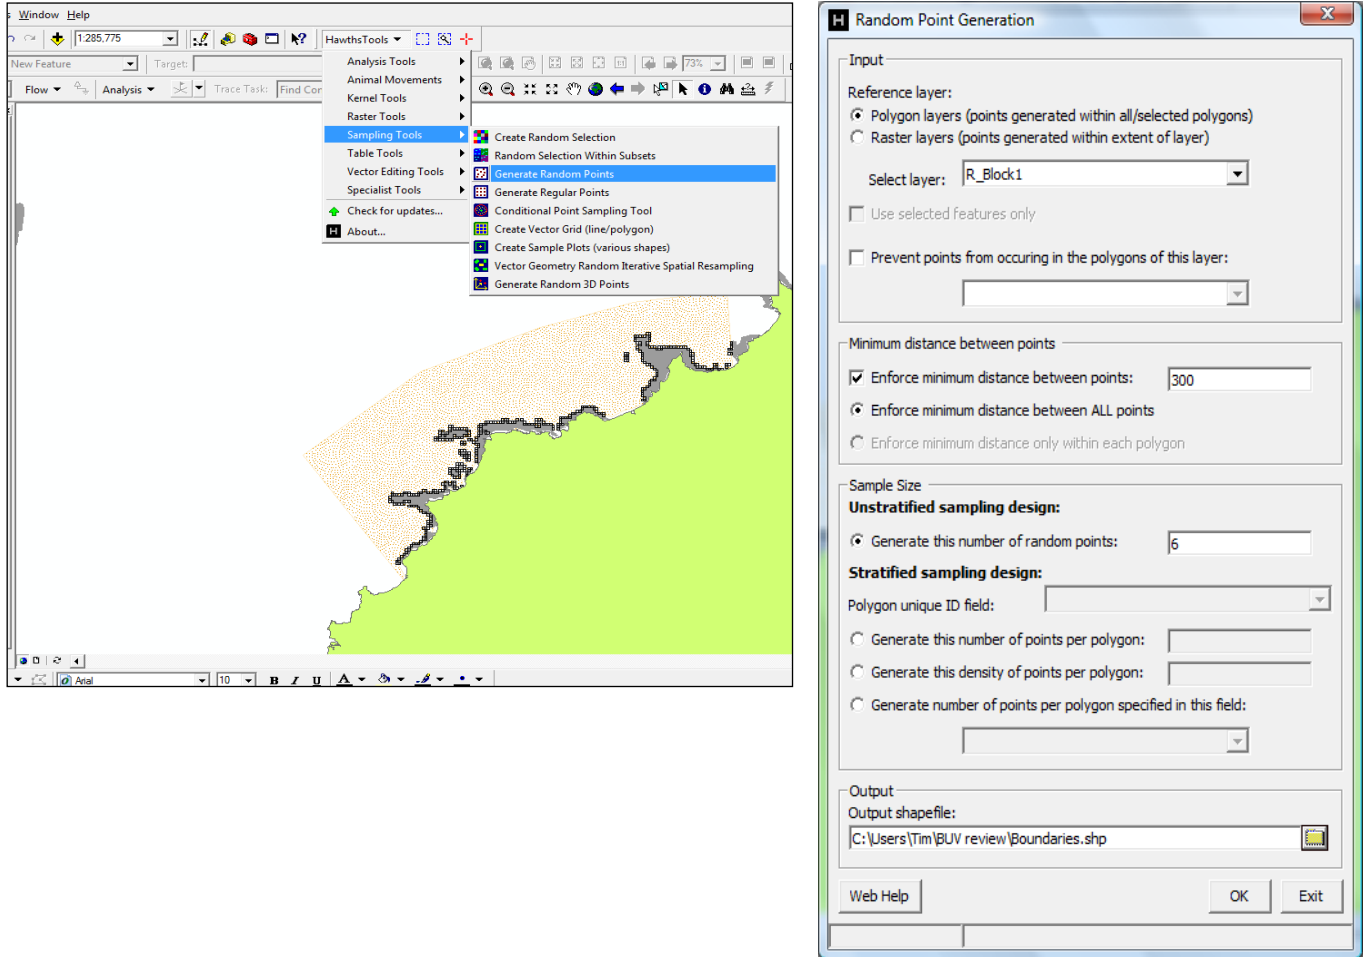 s Window Help
1:285,775
HawthsTools
New Feature
Target:
73%
Flow
Analysis
Trace Task:
Find Cor
Analysis Tools
Animal Movements
Kernel Tools
Raster Tools
Sampling Tools
Table Tools
Vector Editing Tools
Specialist Tools
Check for updates...
H About...
Create Random Selection
Random Selection Within Subsets
Generate Random Points
Generate Regular Points
Conditional Point Sampling Tool
Create Vector Grid (line/polygon)
Create Sample Plots (various shapes)
Vector Geometry Random Iterative Spatial Resampling
Generate Random 3D Points
Arial
10
B I U A
H Random Point Generation
Input
Reference layer:
Polygon layers (points generated within all/selected polygons)
Raster layers (points generated within extent of layer)
Select layer: R_Block1
Use selected features only
Prevent points from occuring in the polygons of this layer:
Minimum distance between points
Enforce minimum distance between points: 300
Enforce minimum distance between ALL points
Enforce minimum distance only within each polygon
Sample Size
Unstratified sampling design:
Generate this number of random points: 6
Stratified sampling design:
Polygon unique ID field:
Generate this number of points per polygon:
Generate this density of points per polygon:
Generate number of points per polygon specified in this field:
Output
Output shapefile:
C:\Users\Tim\BUV review\Boundaries.shp
Web Help
OK
Exit